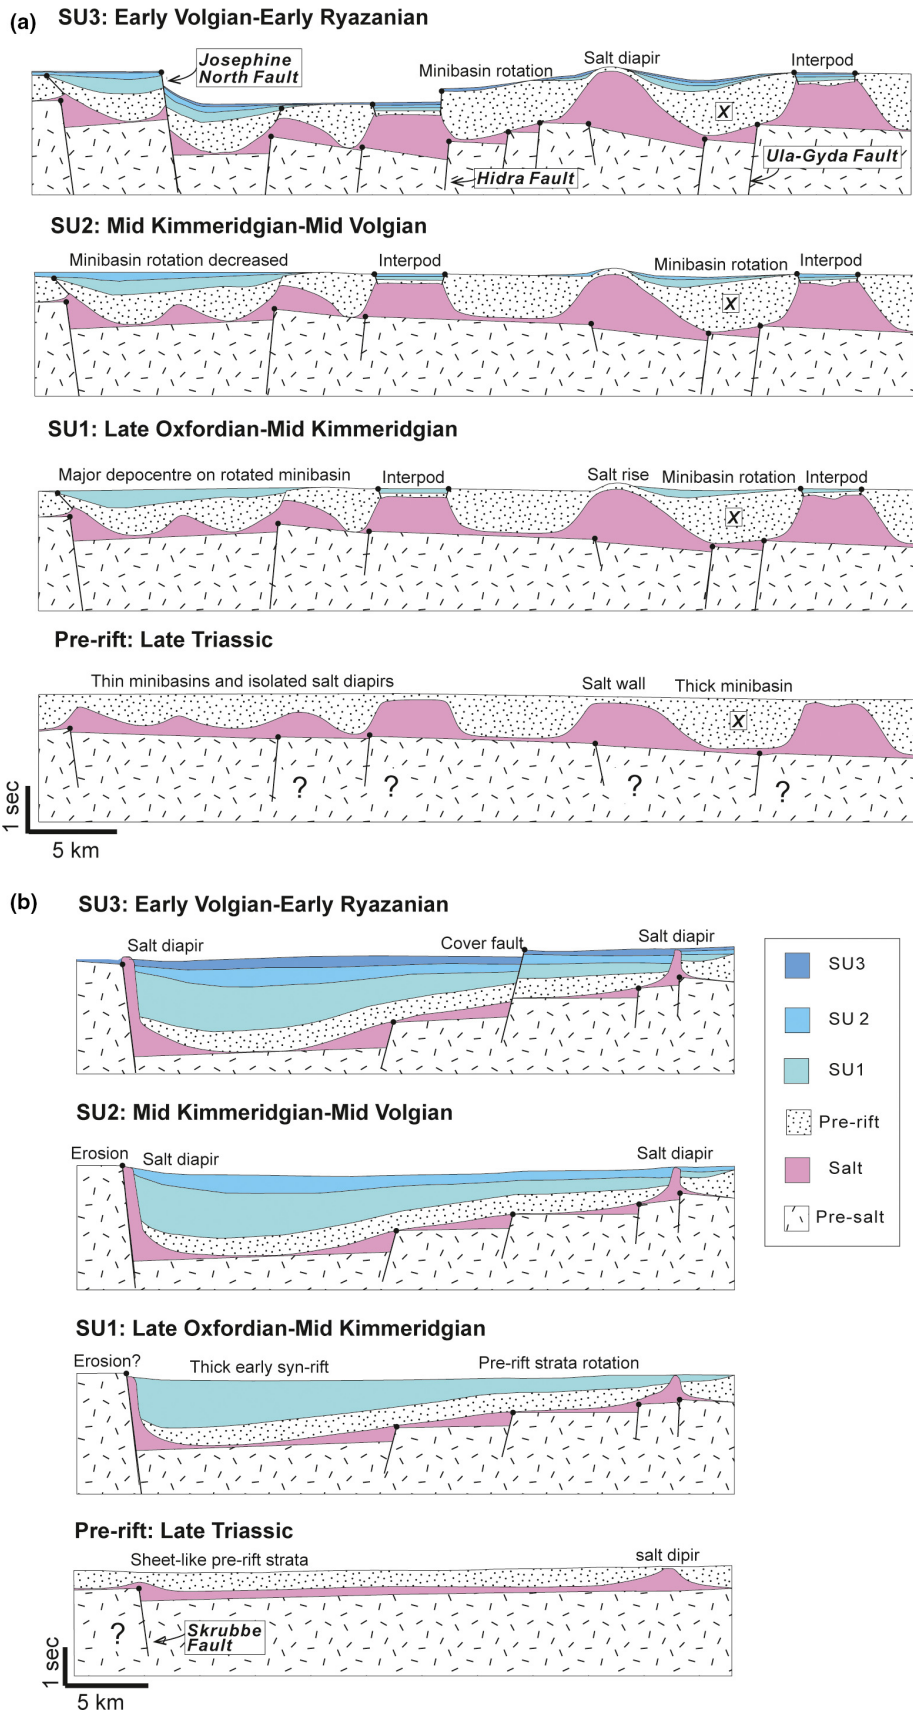 (a)
SU3: Early Volgian-Early Ryazanian
Josephine
North Fault
Minibasin rotation
Salt diapir
Interpod
X
Hidra Fault
Ula-Gyda Fault
SU2: Mid Kimmeridgian-Mid Volgian
Minibasin rotation decreased
Interpod
Minibasin rotation
Interpod
X
SU1: Late Oxfordian-Mid Kimmeridgian
Major depocentre on rotated minibasin
Interpod
Salt rise
Minibasin rotation
Interpod
X
Pre-rift: Late Triassic
Thin minibasins and isolated salt diapirs
Salt wall
Thick minibasin
X
? ? ? ?
1 sec
5 km
(b)
SU3: Early Volgian-Early Ryazanian
Salt diapir
Cover fault
Salt diapir
SU3
SU 2
SU1
Pre-rift
Salt
Pre-salt
SU2: Mid Kimmeridgian-Mid Volgian
Erosion
Salt diapir
Salt diapir
SU1: Late Oxfordian-Mid Kimmeridgian
Erosion?
Thick early syn-rift
Pre-rift strata rotation
Pre-rift: Late Triassic
Sheet-like pre-rift strata
salt dipir
?
Skrubbe
Fault
1 sec
5 km